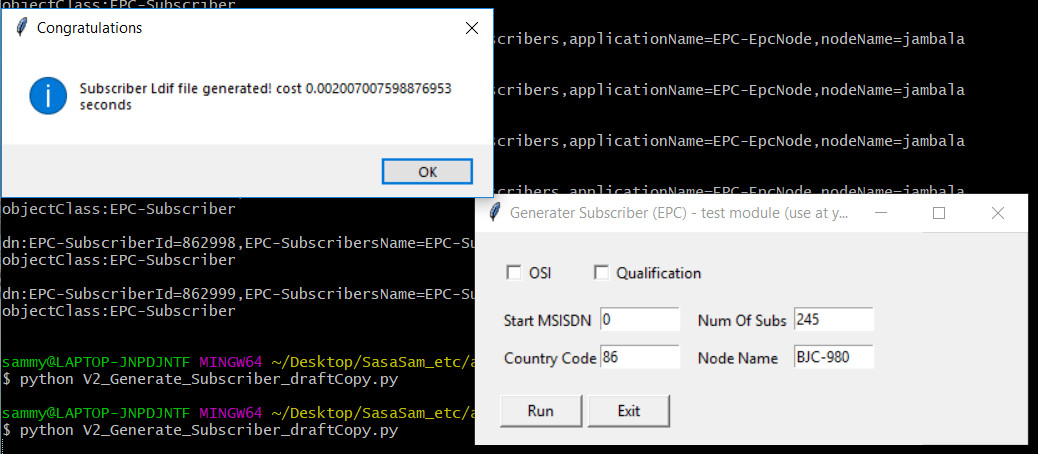 objectClass:EPC-Subscriber
Congratulations
Subscriber Ldif file generated! cost 0.002007007598876953
seconds
OK
scribers,applicationName=EPC-EpcNode,nodeName=jambala
scribers,applicationName=EPC-EpcNode,nodeName=jambala
scribers,applicationName=EPC-EpcNode,nodeName=jambala
scribers,applicationName=EPC-EpcNode,nodeName=jambala
objectClass:EPC-Subscriber
dn:EPC-SubscriberId=862998,EPC-SubscribersName=EPC-Su
objectClass:EPC-Subscriber
dn:EPC-SubscriberId=862999,EPC-SubscribersName=EPC-Su
objectClass:EPC-Subscriber
sammy@LAPTOP-JNPDJNTF MINGW64 ~/Desktop/SasaSam_etc/a
$ python V2_Generate_Subscriber_draftCopy.py
sammy@LAPTOP-JNPDJNTF MINGW64 ~/Desktop/SasaSam_etc/a
$ python V2_Generate_Subscriber_draftCopy.py
Generater Subscriber (EPC) - test module (use at y...
OSI Qualification
Start MSISDN 0 Num Of Subs 245
Country Code 86 Node Name BJC-980
Run Exit